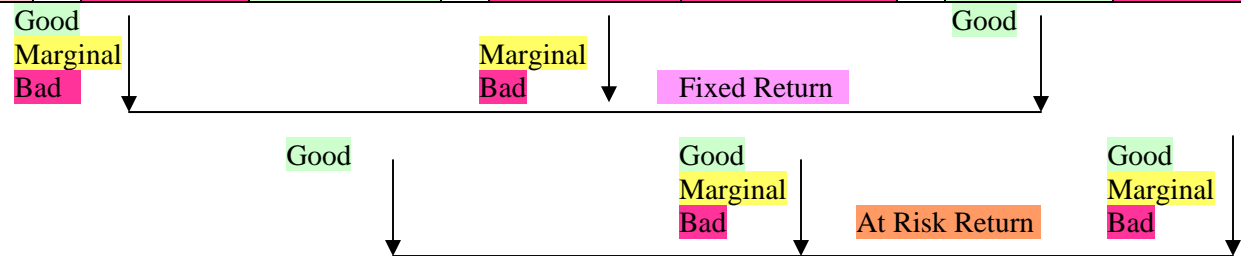 Good Good
Marginal Marginal
Bad Bad Fixed Return
Good Good Good
Marginal Marginal
Bad At Risk Return Bad